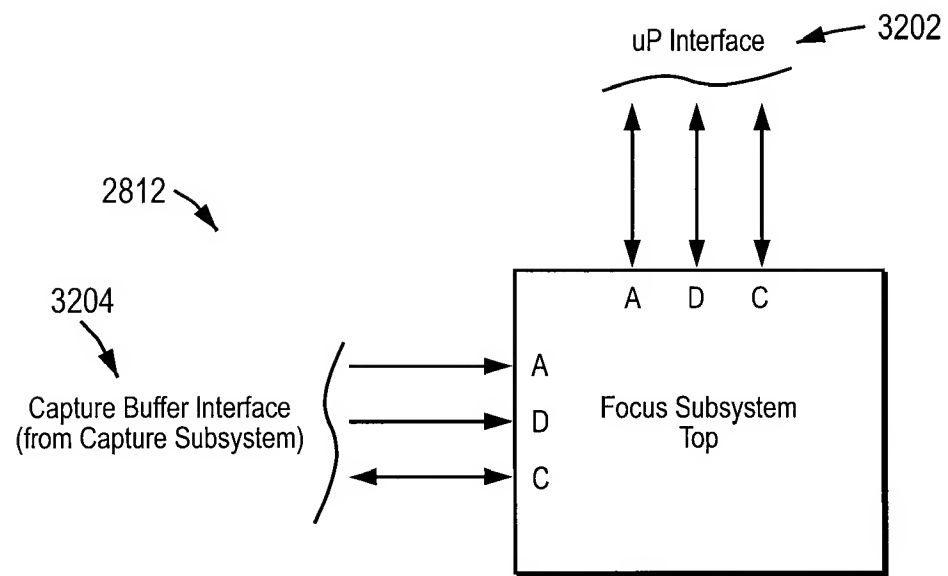 uP Interface
3202
2812
3204
A D C
A
Capture Buffer Interface
(from Capture Subsystem)
D
Focus Subsystem
Top
C